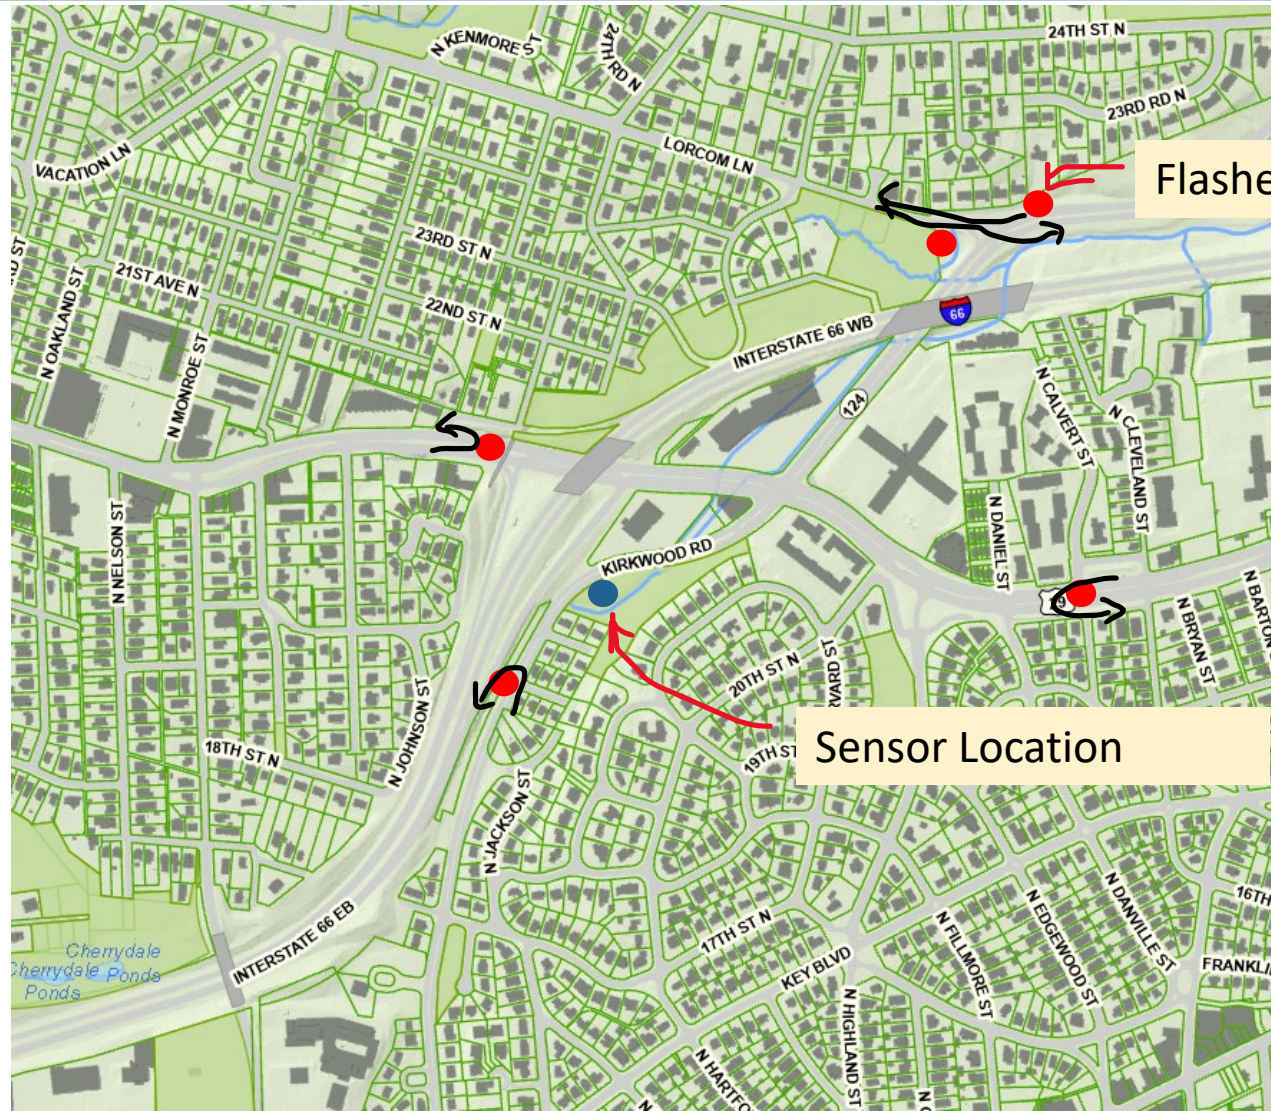 24TH ST N
N KENMORE ST
24TH RD N
23RD RD N
LORCOM LN
VACATION LN
Flashe
23RD ST N
21ST AVE N
22ND ST N
N OAKLAND ST
N MONROE ST
INTERSTATE 66 WB
66
124
N CALVERT ST
N CLEVELAND ST
N NELSON ST
N DANIEL ST
KIRKWOOD RD
N BRYAN ST
N BARTON
20TH ST N
N JOHNSON ST
19TH ST
Sensor Location
18TH ST N
N JACKSON ST
16TH
N DANVILLE ST
N EDGEWOOD ST
N FILLMORE ST
17TH ST N
INTERSTATE 66 EB
KEY BLVD
FRANKLI
Cherrydale
Ponds
Cherrydale
Ponds
N HIGHLAND ST
N HARTFO